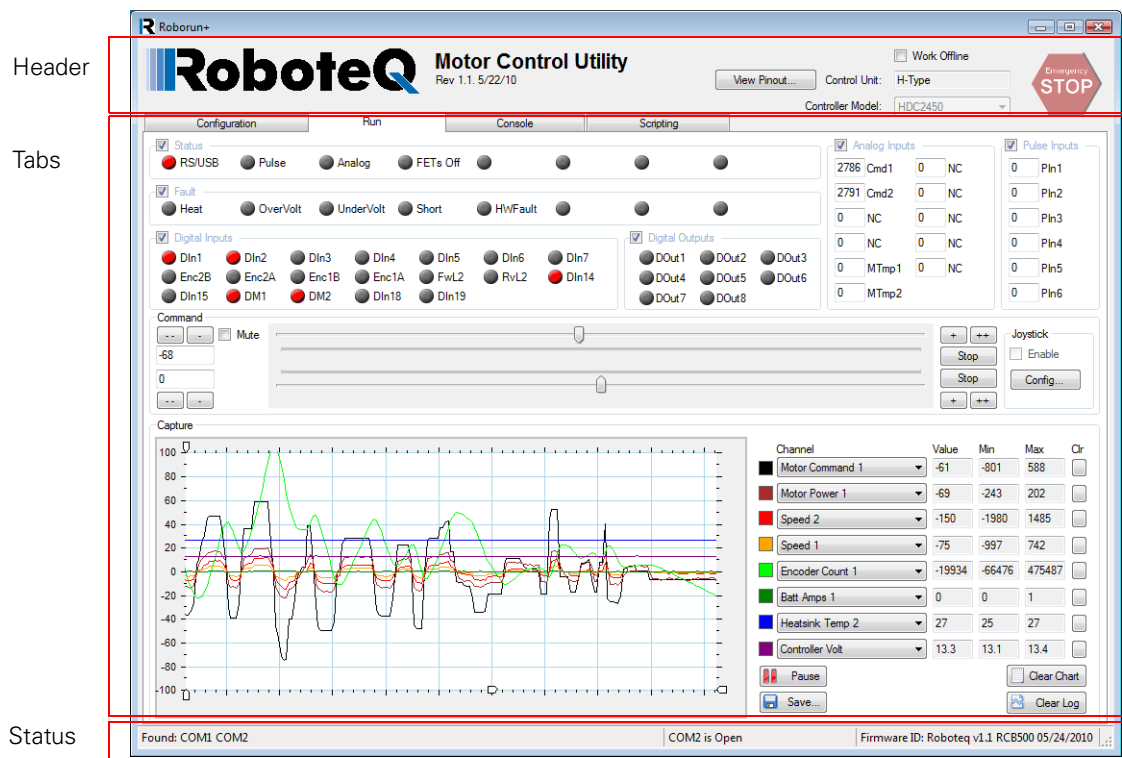 Roborun+
Header
RoboteQ
Motor Control Utility
Rev 1.1. 5/22/10
View Pinout...
Work Offline
Control Unit: H-Type
Controller Model: HDC2450
Emergency
STOP
Tabs
Configuration Run Console Scripting
Status
RS/USB Pulse Analog FETs Off
Fault
Heat OverVolt UnderVolt Short HWFault
Digital Inputs
DIn1 DIn2 DIn3 DIn4 DIn5 DIn6 DIn7
Enc2B Enc2A Enc1B Enc1A FwL2 RvL2 DIn14
DIn15 DM1 DM2 DIn18 DIn19
Digital Outputs
DOut1 DOut2 DOut3
DOut4 DOut5 DOut6
DOut7 DOut8
Analog Inputs
2786 Cmd1 0 NC
2791 Cmd2 0 NC
0 NC 0 NC
0 NC 0 NC
0 MTmp1 0 NC
0 MTmp2
Pulse Inputs
0 PIn1
0 PIn2
0 PIn3
0 PIn4
0 PIn5
0 PIn6
Command
-- - Mute
-68
0
-- -
+ ++
Stop
Stop
+ ++
Joystick
Enable
Config...
Capture
100
80
60
40
20
0
-20
-40
-60
-80
-100
Channel Value Min Max Clr
Motor Command 1 -61 -801 588
Motor Power 1 -69 -243 202
Speed 2 -150 -1980 1485
Speed 1 -75 -997 742
Encoder Count 1 -19934 -66476 475487
Batt Amps 1 0 0 1
Heatsink Temp 2 27 25 27
Controller Volt 13.3 13.1 13.4
Pause Clear Chart
Save... Clear Log
Status
Found: COM1 COM2
COM2 is Open
Firmware ID: Roboteq v1.1 RCB500 05/24/2010